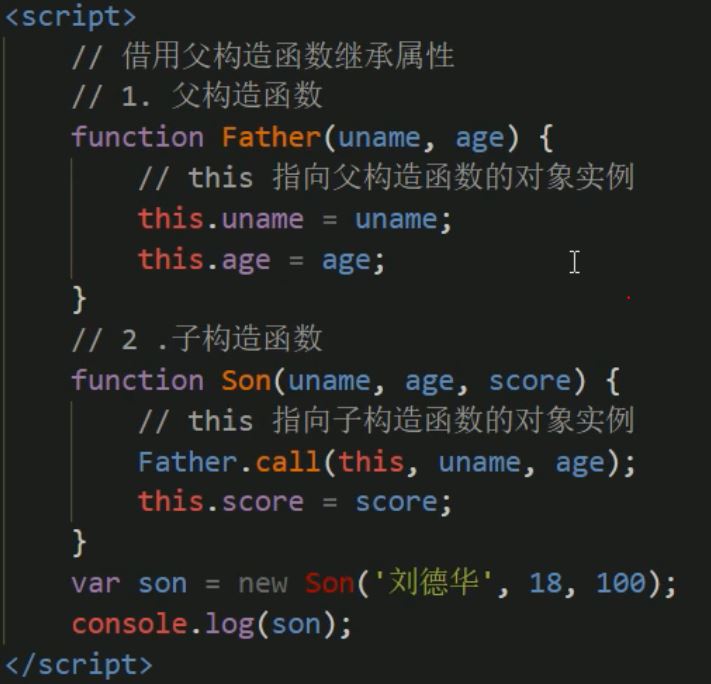 <script>
// 借用父构造函数继承属性
// 1. 父构造函数
function Father(uname, age) {
// this 指向父构造函数的对象实例
this.uname = uname;
this.age = age;
}
// 2 .子构造函数
function Son(uname, age, score) {
// this 指向子构造函数的对象实例
Father.call(this, uname, age);
this.score = score;
}
var son = new Son('刘德华', 18, 100);
console.log(son);
</script>